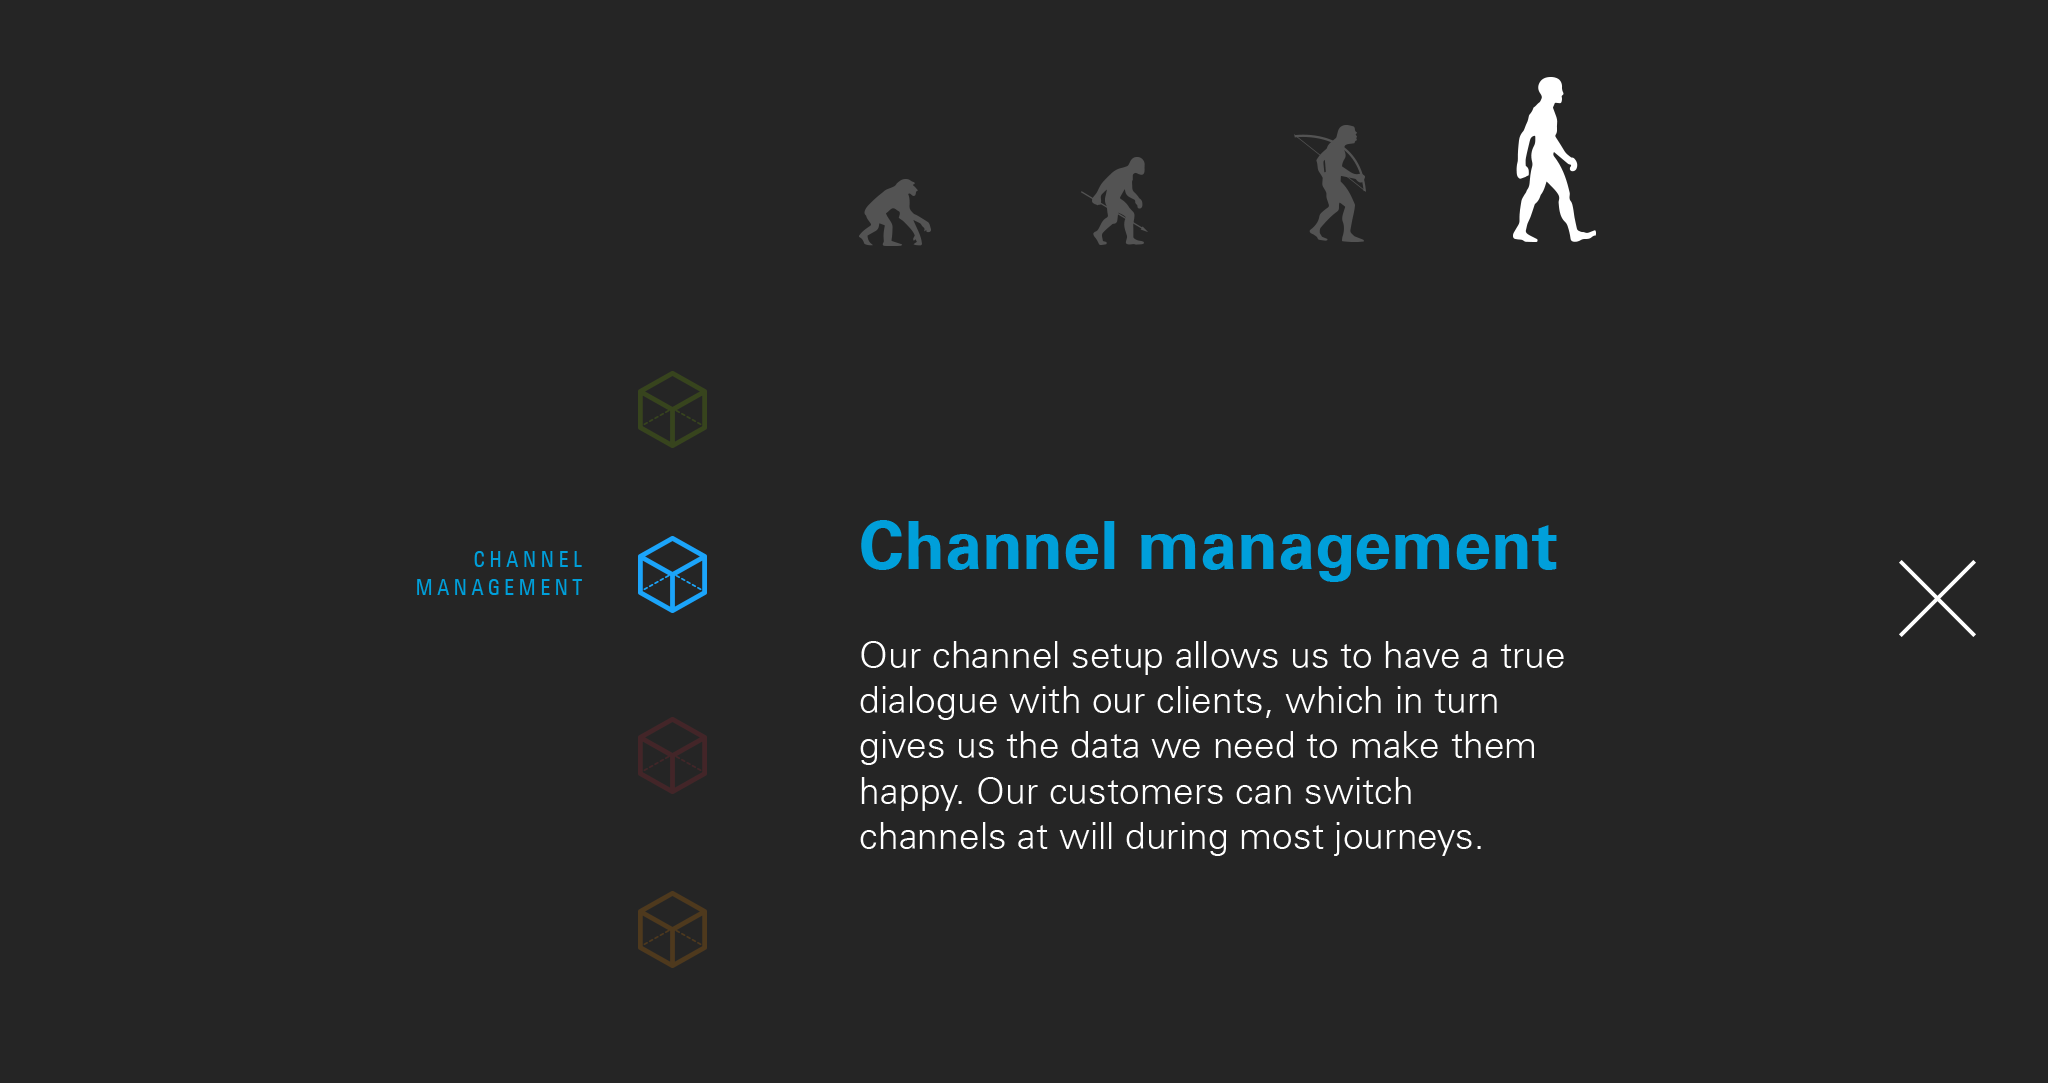 CHANNEL
MANAGEMENT
Channel management
Our channel setup allows us to have a true
dialogue with our clients, which in turn
gives us the data we need to make them
happy. Our customers can switch
channels at will during most journeys.